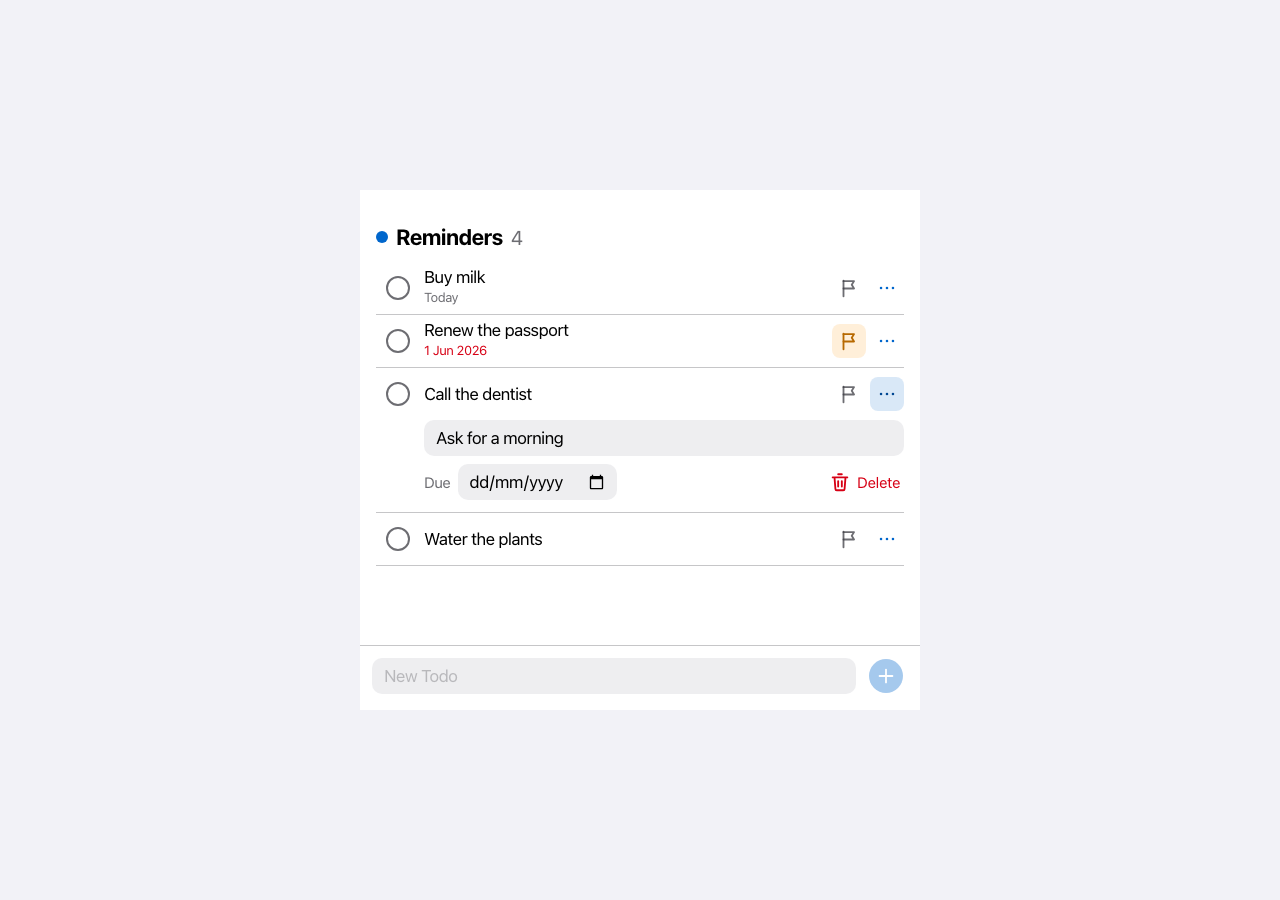 Reminders 4
Buy milk
Today
Renew the passport
1 Jun 2026
Call the dentist
Ask for a morning
Due dd/mm/yyyy Delete
Water the plants
New Todo